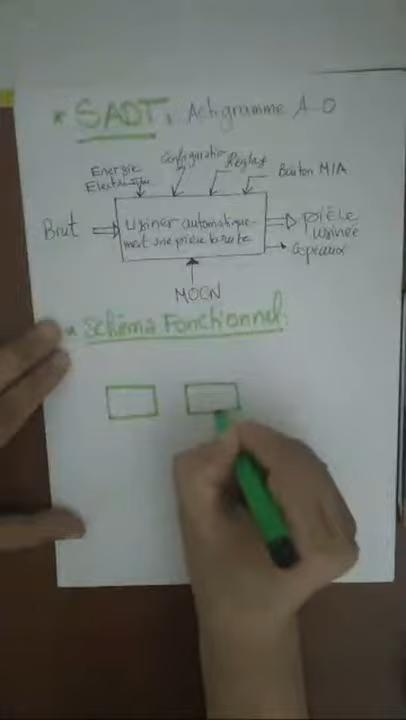 * SADT, Actigramme A-0
Energie
Electrique
Configuration
Réglage
Bouton M/A
Brut
Usiner automatique-
ment une pièce brute
pièce
usinée
Copeaux
MOCN
* Schéma Fonctionnel: